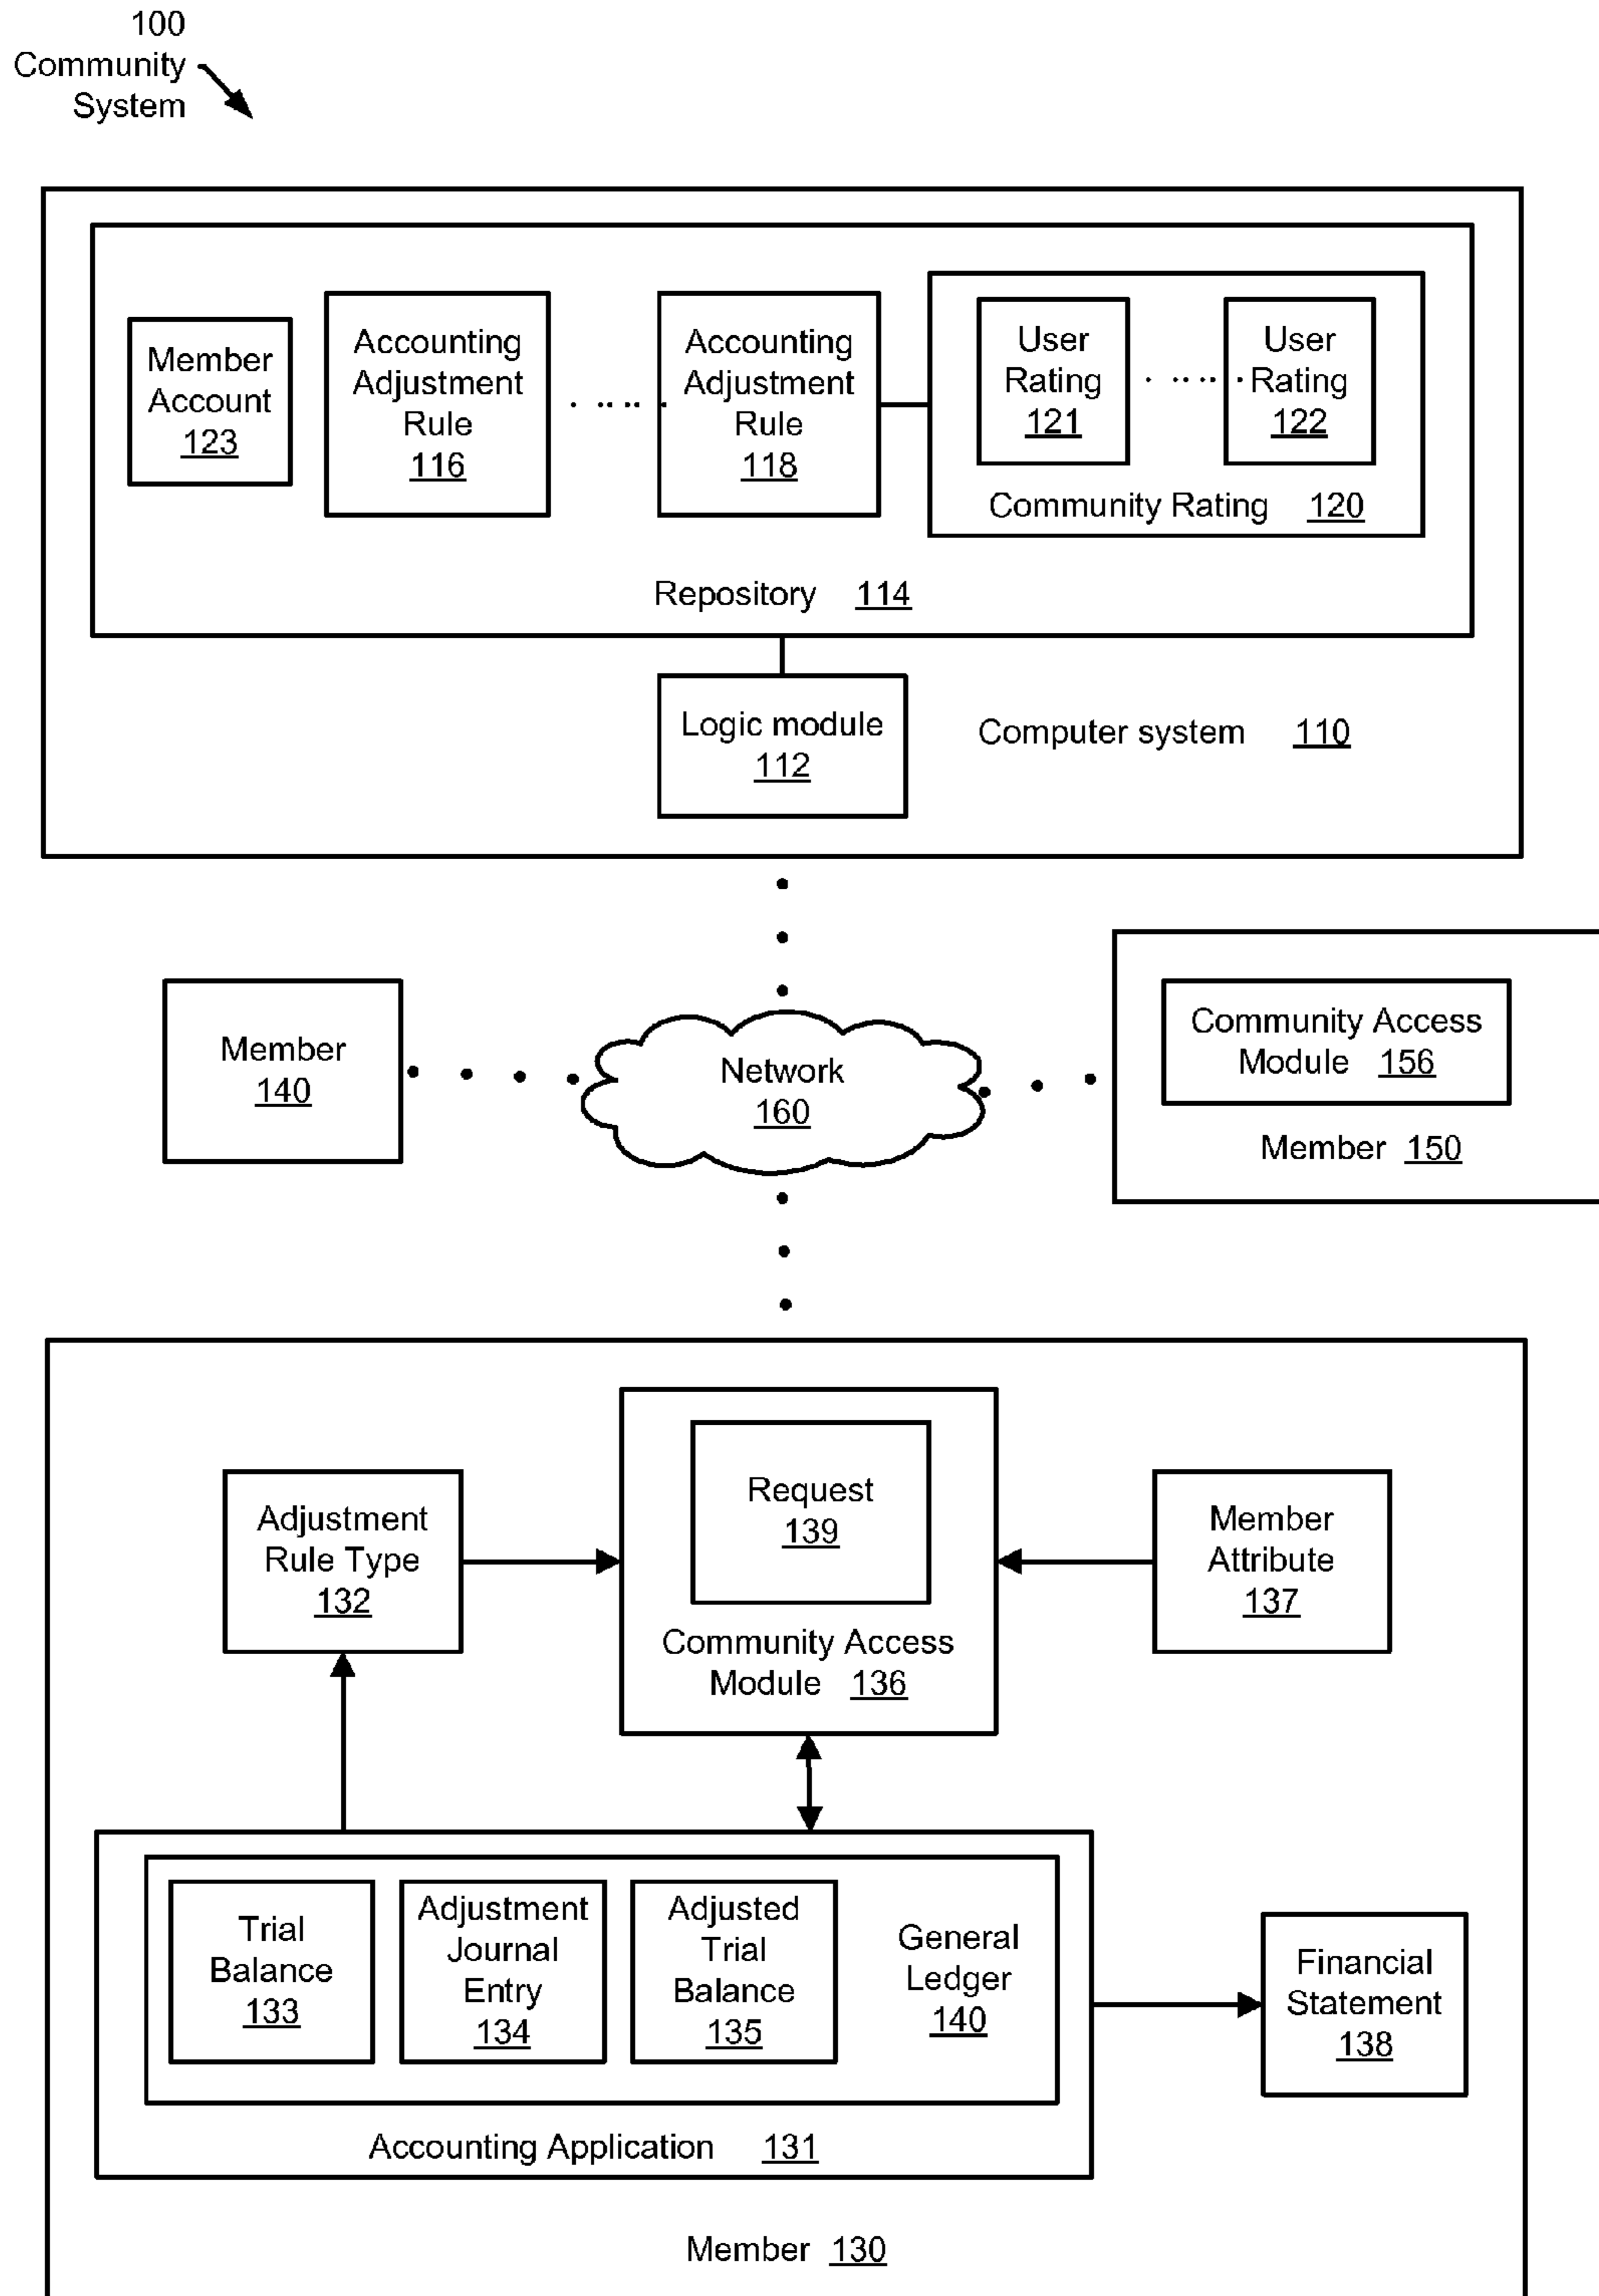 100
Community
System
Member
Account
123
Accounting
Adjustment
Rule
116
Accounting
Adjustment
Rule
118
User
Rating
121
User
Rating
122
Community Rating 120
Repository 114
Logic module
112
Computer system 110
Member
140
Network
160
Community Access
Module 156
Member 150
Adjustment
Rule Type
132
Request
139
Community Access
Module 136
Member
Attribute
137
Trial
Balance
133
Adjustment
Journal
Entry
134
Adjusted
Trial
Balance
135
General
Ledger
140
Accounting Application 131
Financial
Statement
138
Member 130